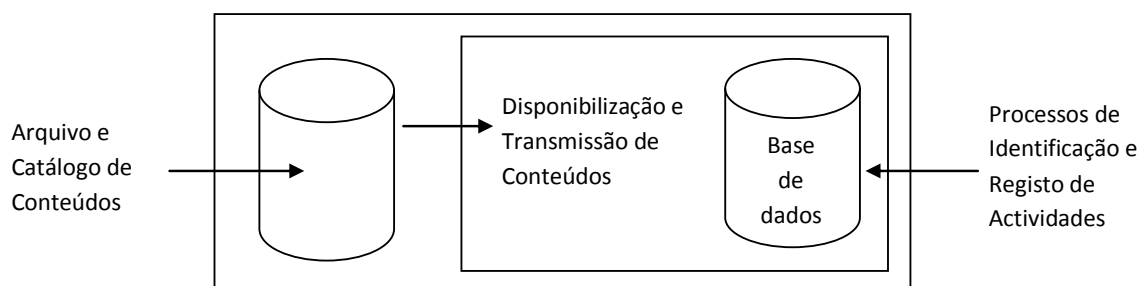 Arquivo e
Catálogo de
Conteúdos
Disponibilização e
Transmissão de
Conteúdos
Base
de
dados
Processos de
Identificação e
Registo de
Actividades